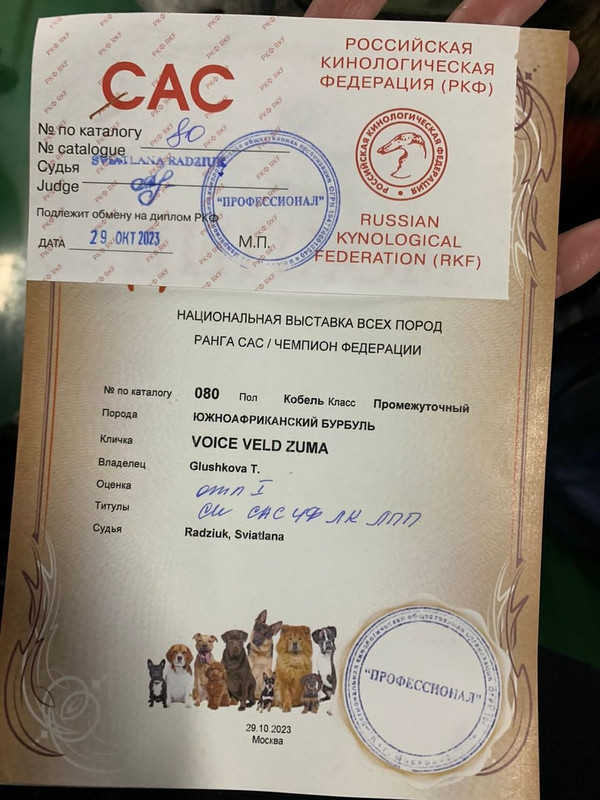 CAC
РОССИЙСКАЯ
КИНОЛОГИЧЕСКАЯ
ФЕДЕРАЦИЯ (РКФ)
№ по каталогу 80
№ catalogue
Судья SVIATLANA RADZIUK
Judge
Подлежит обмену на диплом РКФ
ДАТА 29 ОКТ 2023
М.П.
"ПРОФЕССИОНАЛ"
РОССИЙСКАЯ КИНОЛОГИЧЕСКАЯ ФЕДЕРАЦИЯ
RUSSIAN
KYNOLOGICAL
FEDERATION (RKF)
НАЦИОНАЛЬНАЯ ВЫСТАВКА ВСЕХ ПОРОД
РАНГА САС / ЧЕМПИОН ФЕДЕРАЦИИ
№ по каталогу 080 Пол Кобель Класс Промежуточный
Порода ЮЖНОАФРИКАНСКИЙ БУРБУЛЬ
Кличка VOICE VELD ZUMA
Владелец Glushkova T.
Оценка отл I
Титулы CW CAC ЧФ ЛК ЛПП
Судья Radziuk, Sviatlana
"ПРОФЕССИОНАЛ"
29.10.2023
Москва